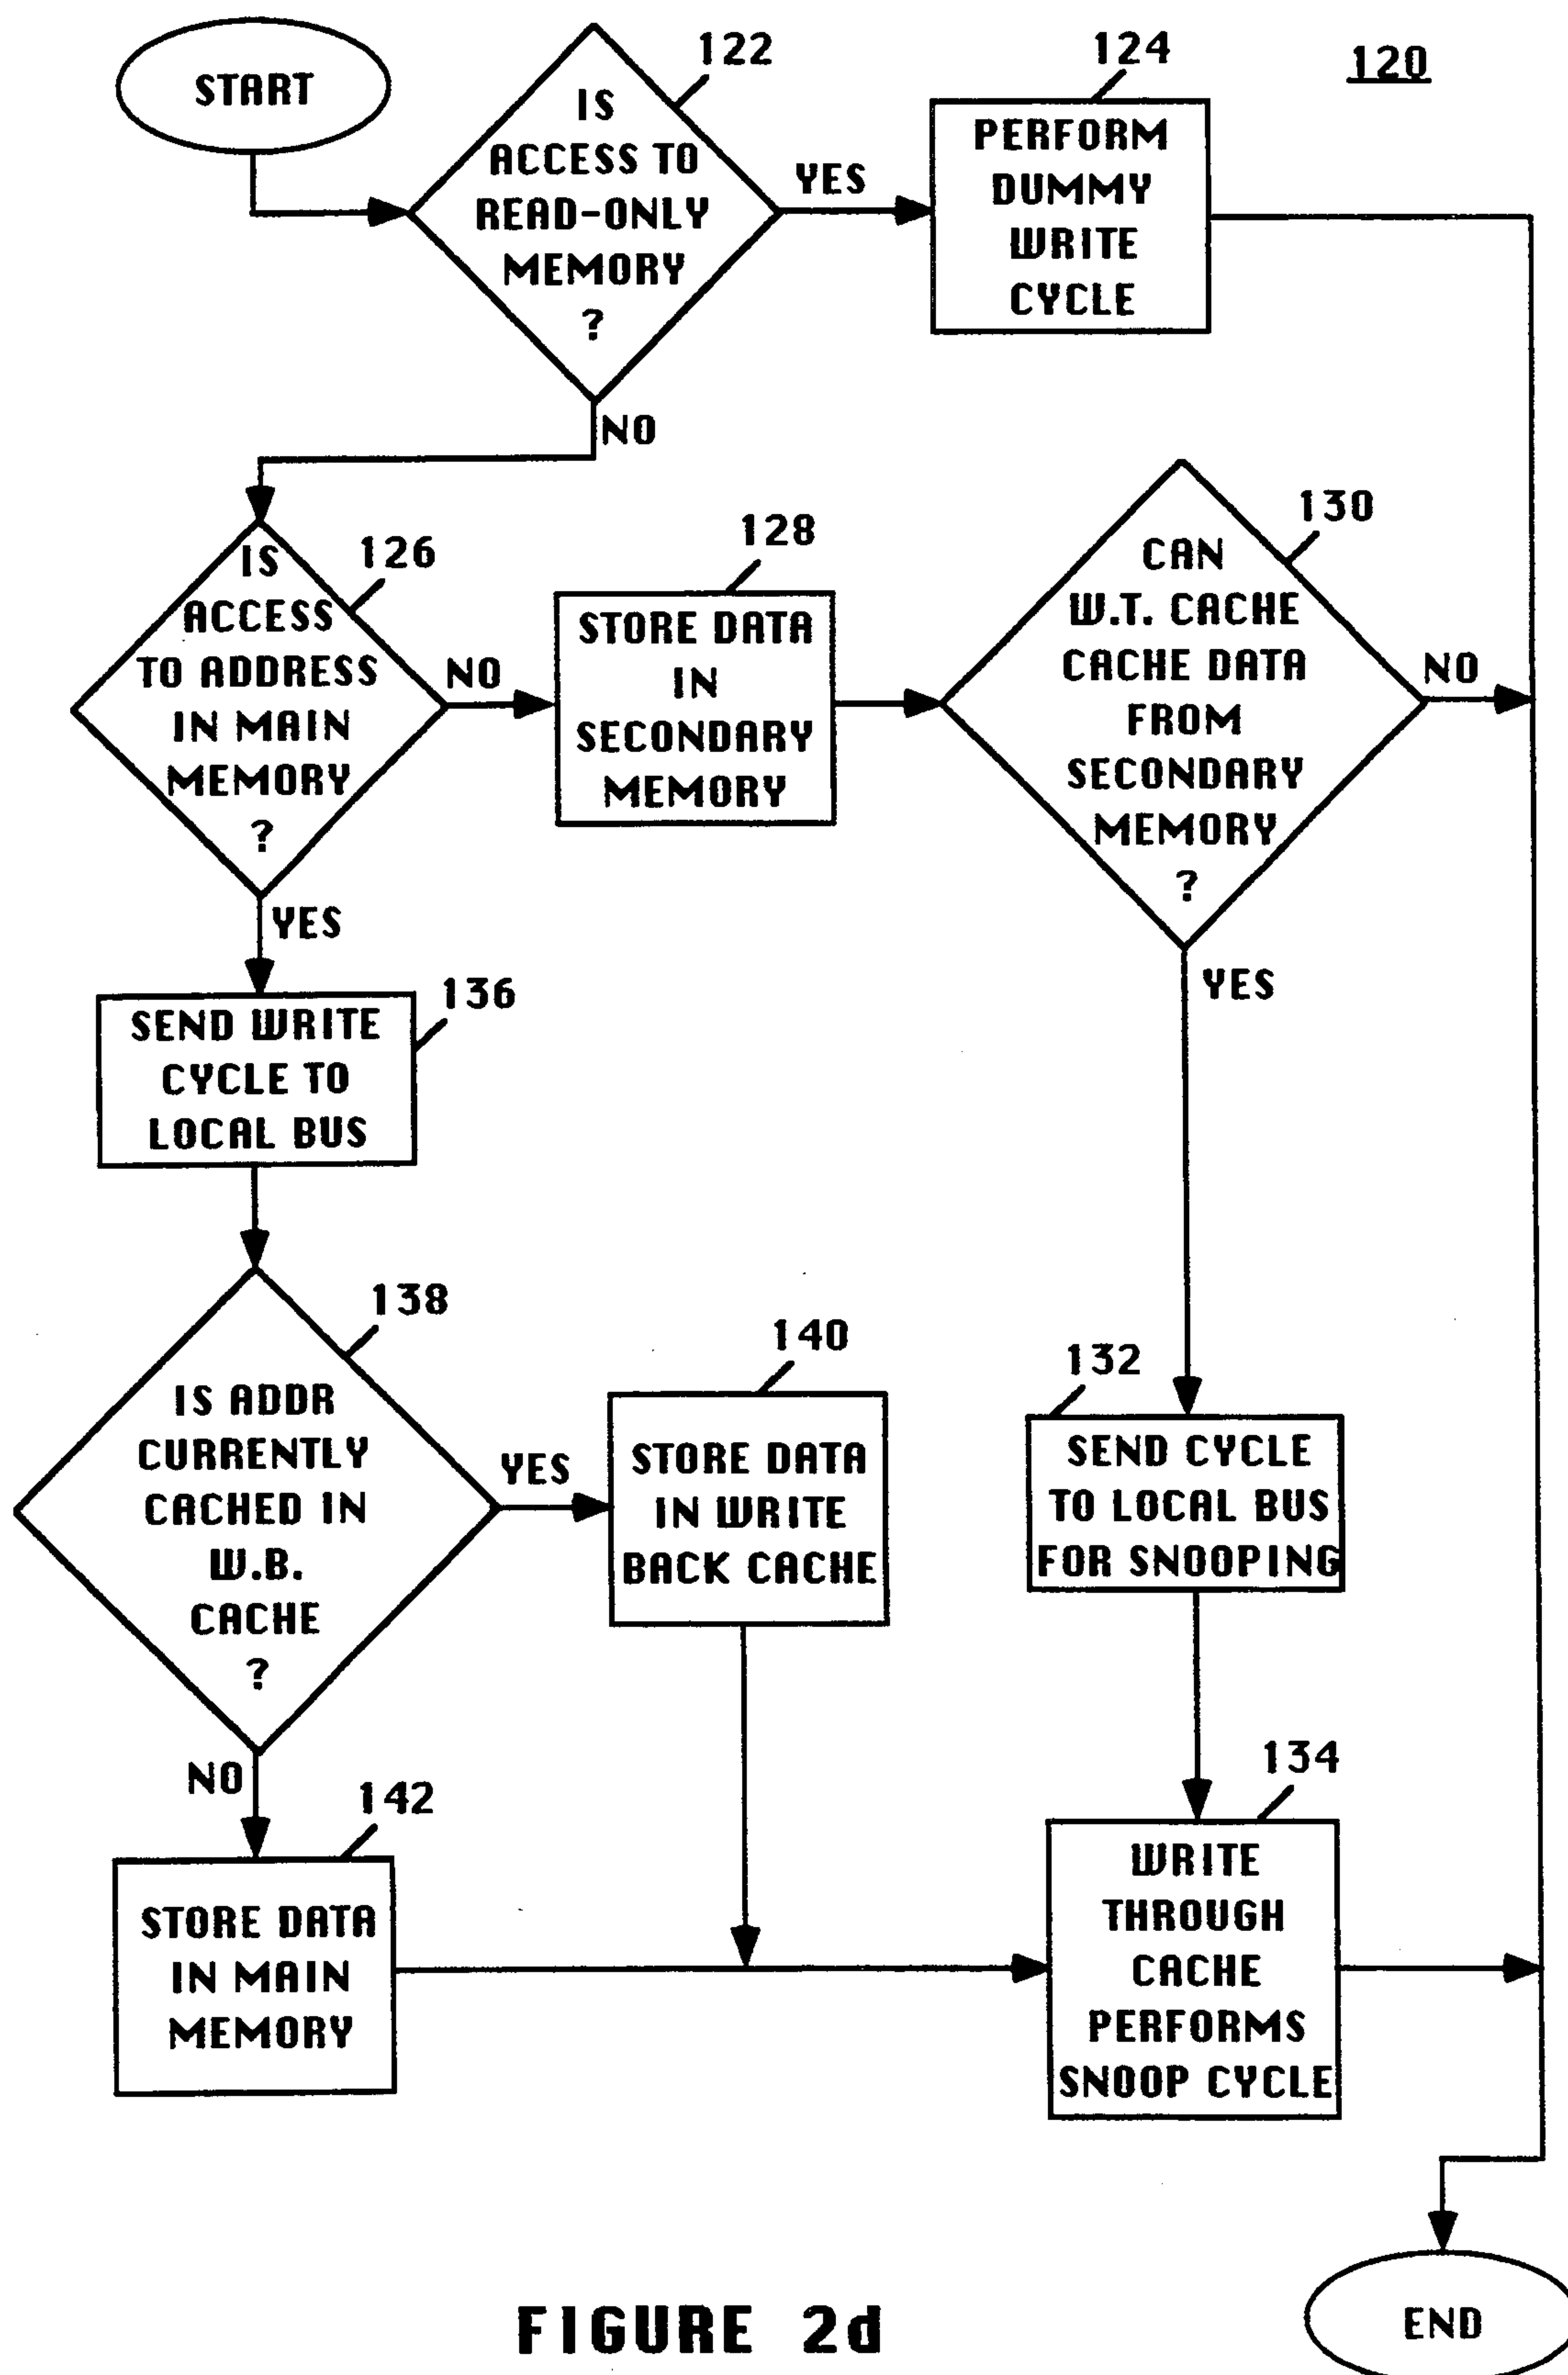 START
122
IS
ACCESS TO
READ-ONLY
MEMORY
?
YES
NO
124
PERFORM
DUMMY
WRITE
CYCLE
120
126
IS
ACCESS
TO ADDRESS
IN MAIN
MEMORY
?
NO
YES
128
STORE DATA
IN
SECONDARY
MEMORY
130
CAN
W.T. CACHE
CACHE DATA
FROM
SECONDARY
MEMORY
?
NO
YES
136
SEND WRITE
CYCLE TO
LOCAL BUS
138
IS ADDR
CURRENTLY
CACHED IN
W.B.
CACHE
?
YES
NO
140
STORE DATA
IN WRITE
BACK CACHE
132
SEND CYCLE
TO LOCAL BUS
FOR SNOOPING
142
STORE DATA
IN MAIN
MEMORY
134
WRITE
THROUGH
CACHE
PERFORMS
SNOOP CYCLE
END
FIGURE 2d